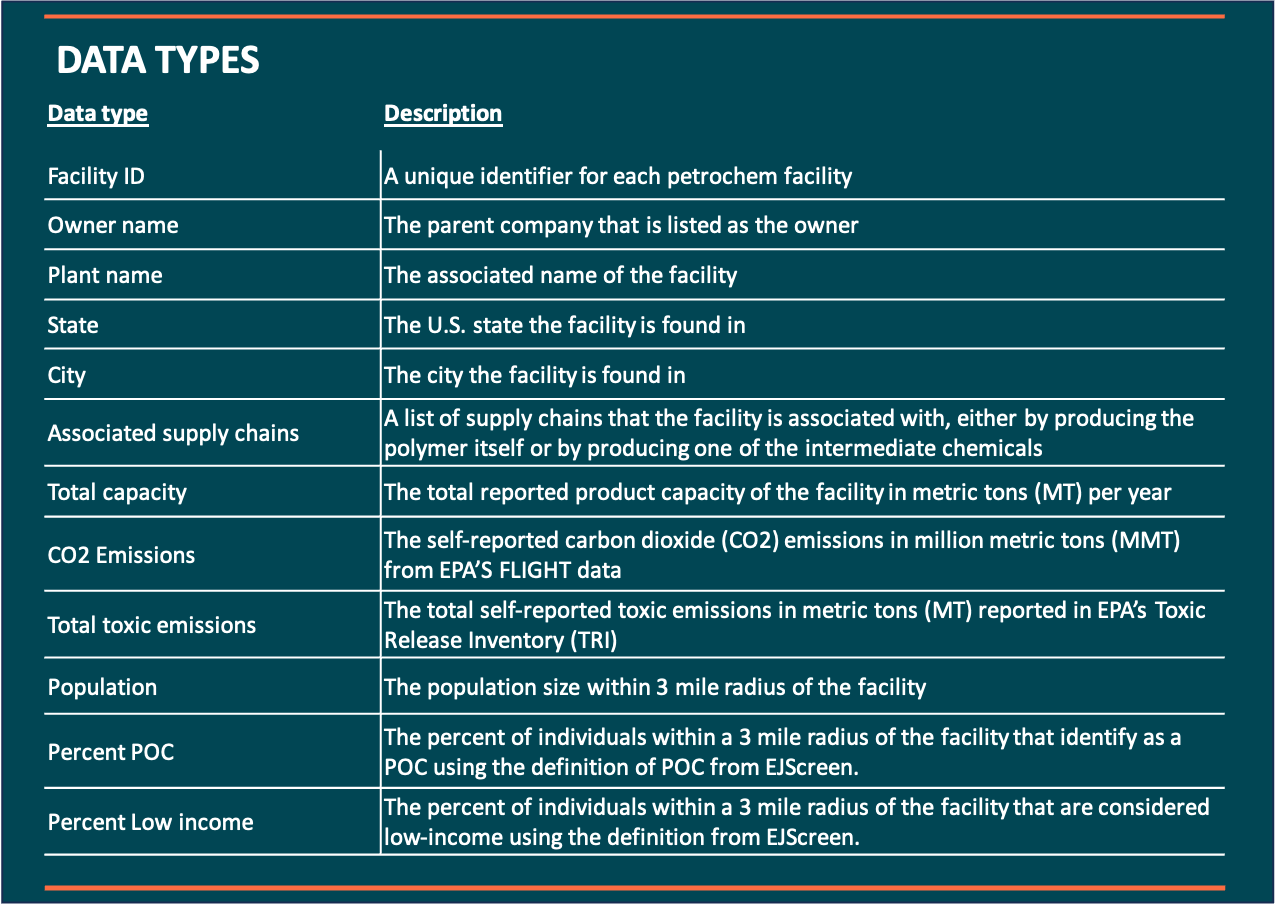 DATA TYPES
Data type Description
Facility ID A unique identifier for each petrochem facility
Owner name The parent company that is listed as the owner
Plant name The associated name of the facility
State The U.S. state the facility is found in
City The city the facility is found in
Associated supply chains A list of supply chains that the facility is associated with, either by producing the
polymer itself or by producing one of the intermediate chemicals
Total capacity The total reported product capacity of the facility in metric tons (MT) per year
CO2 Emissions The self-reported carbon dioxide (CO2) emissions in million metric tons (MMT)
from EPA’S FLIGHT data
Total toxic emissions The total self-reported toxic emissions in metric tons (MT) reported in EPA’s Toxic
Release Inventory (TRI)
Population The population size within 3 mile radius of the facility
Percent POC The percent of individuals within a 3 mile radius of the facility that identify as a
POC using the definition of POC from EJScreen.
Percent Low income The percent of individuals within a 3 mile radius of the facility that are considered
low-income using the definition from EJScreen.